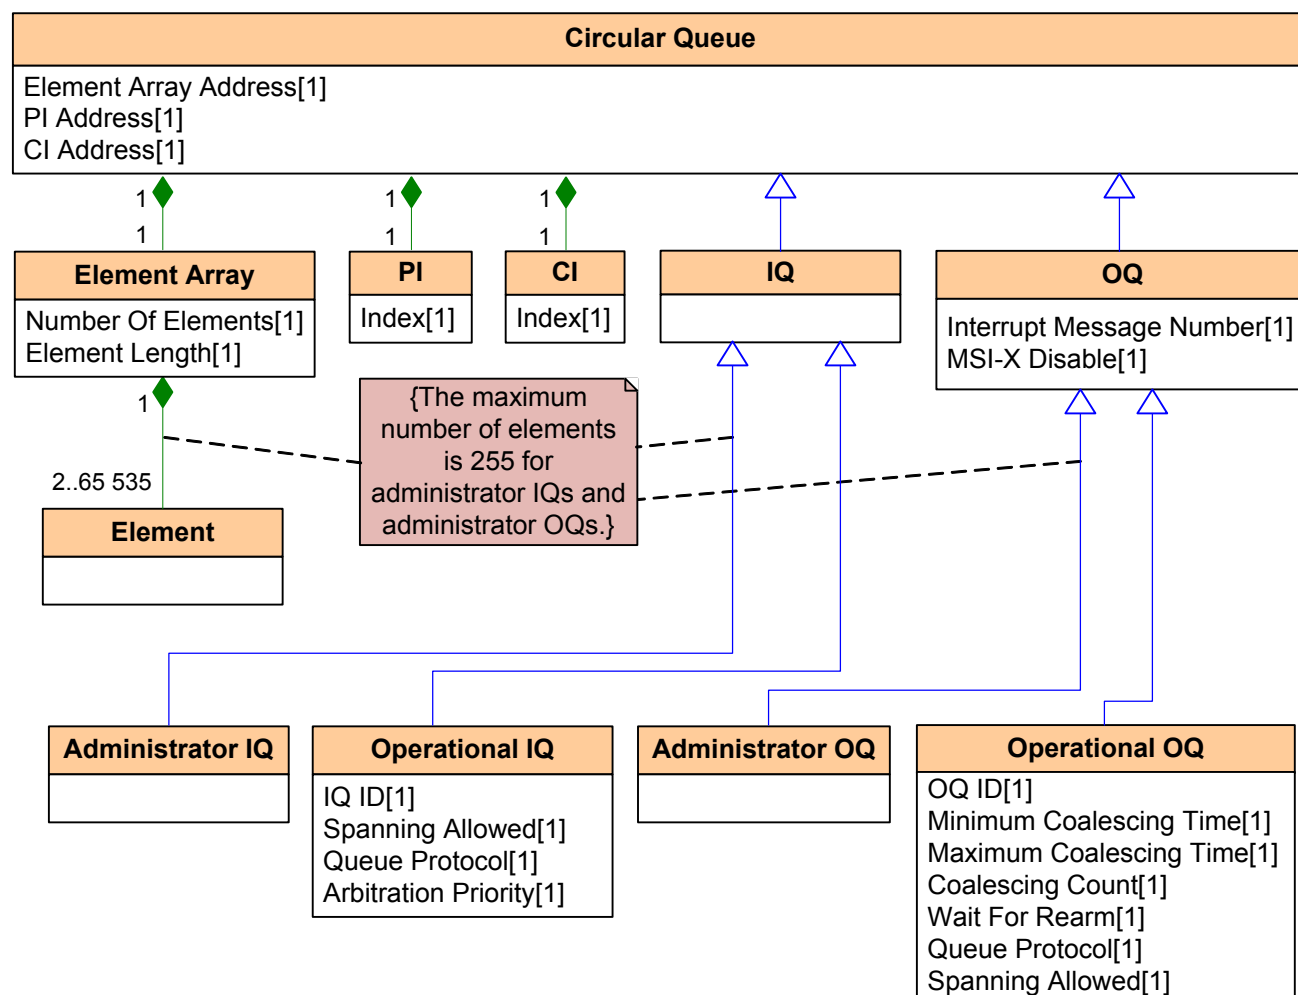 Circular Queue
Element Array Address[1]
PI Address[1]
CI Address[1]
1
1
1
1
1
1
Element Array
Number Of Elements[1]
Element Length[1]
PI
Index[1]
CI
Index[1]
IQ
OQ
Interrupt Message Number[1]
MSI-X Disable[1]
1
2..65 535
{The maximum
number of elements
is 255 for
administrator IQs and
administrator OQs.}
Element
Administrator IQ
Operational IQ
IQ ID[1]
Spanning Allowed[1]
Queue Protocol[1]
Arbitration Priority[1]
Administrator OQ
Operational OQ
OQ ID[1]
Minimum Coalescing Time[1]
Maximum Coalescing Time[1]
Coalescing Count[1]
Wait For Rearm[1]
Queue Protocol[1]
Spanning Allowed[1]